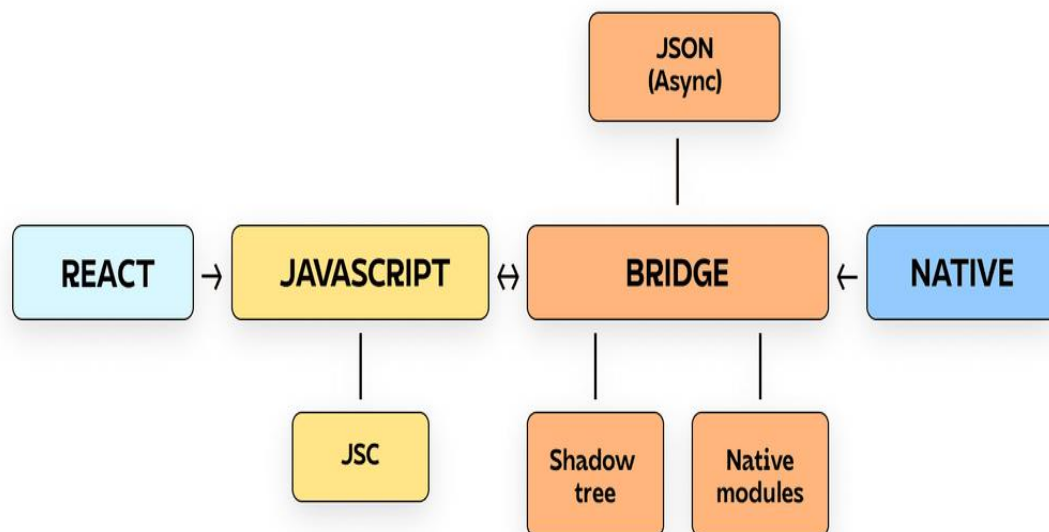 JSON
(Async)
REACT
JAVASCRIPT
BRIDGE
NATIVE
JSC
Shadow
tree
Native
modules